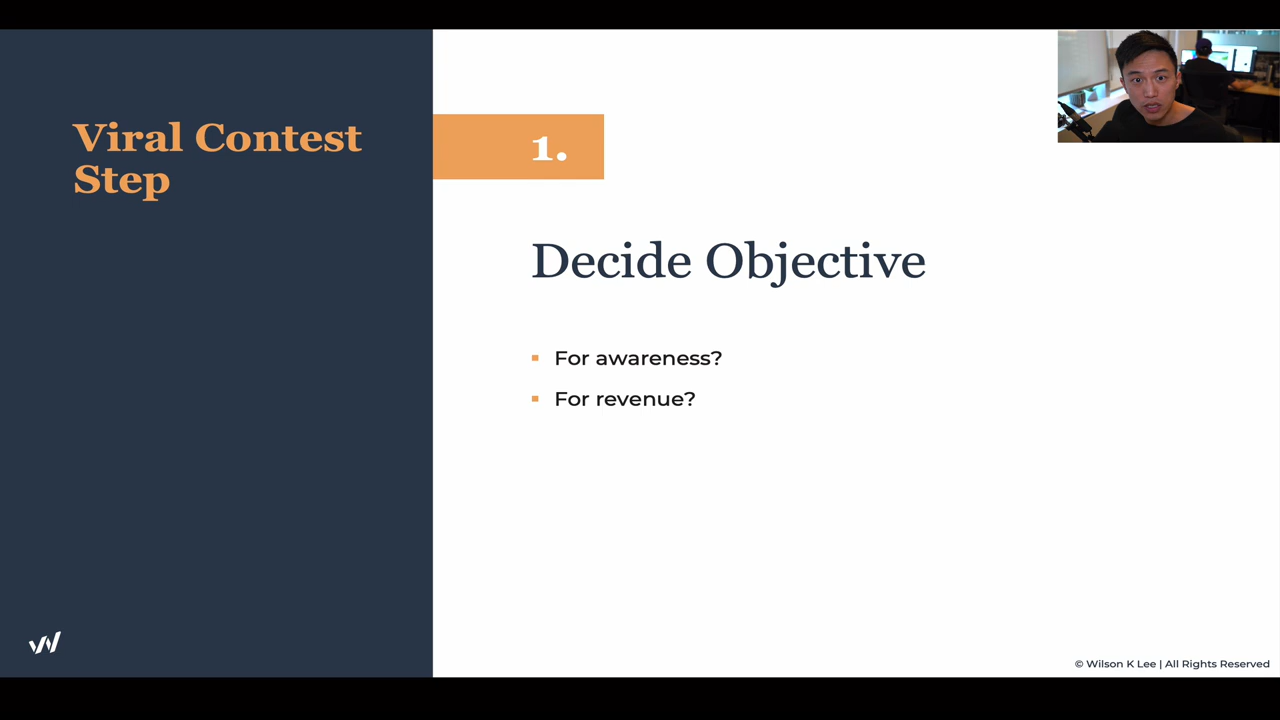 Viral Contest
Step
1.
Decide Objective
▪ For awareness?
▪ For revenue?
© Wilson K Lee | All Rights Reserved